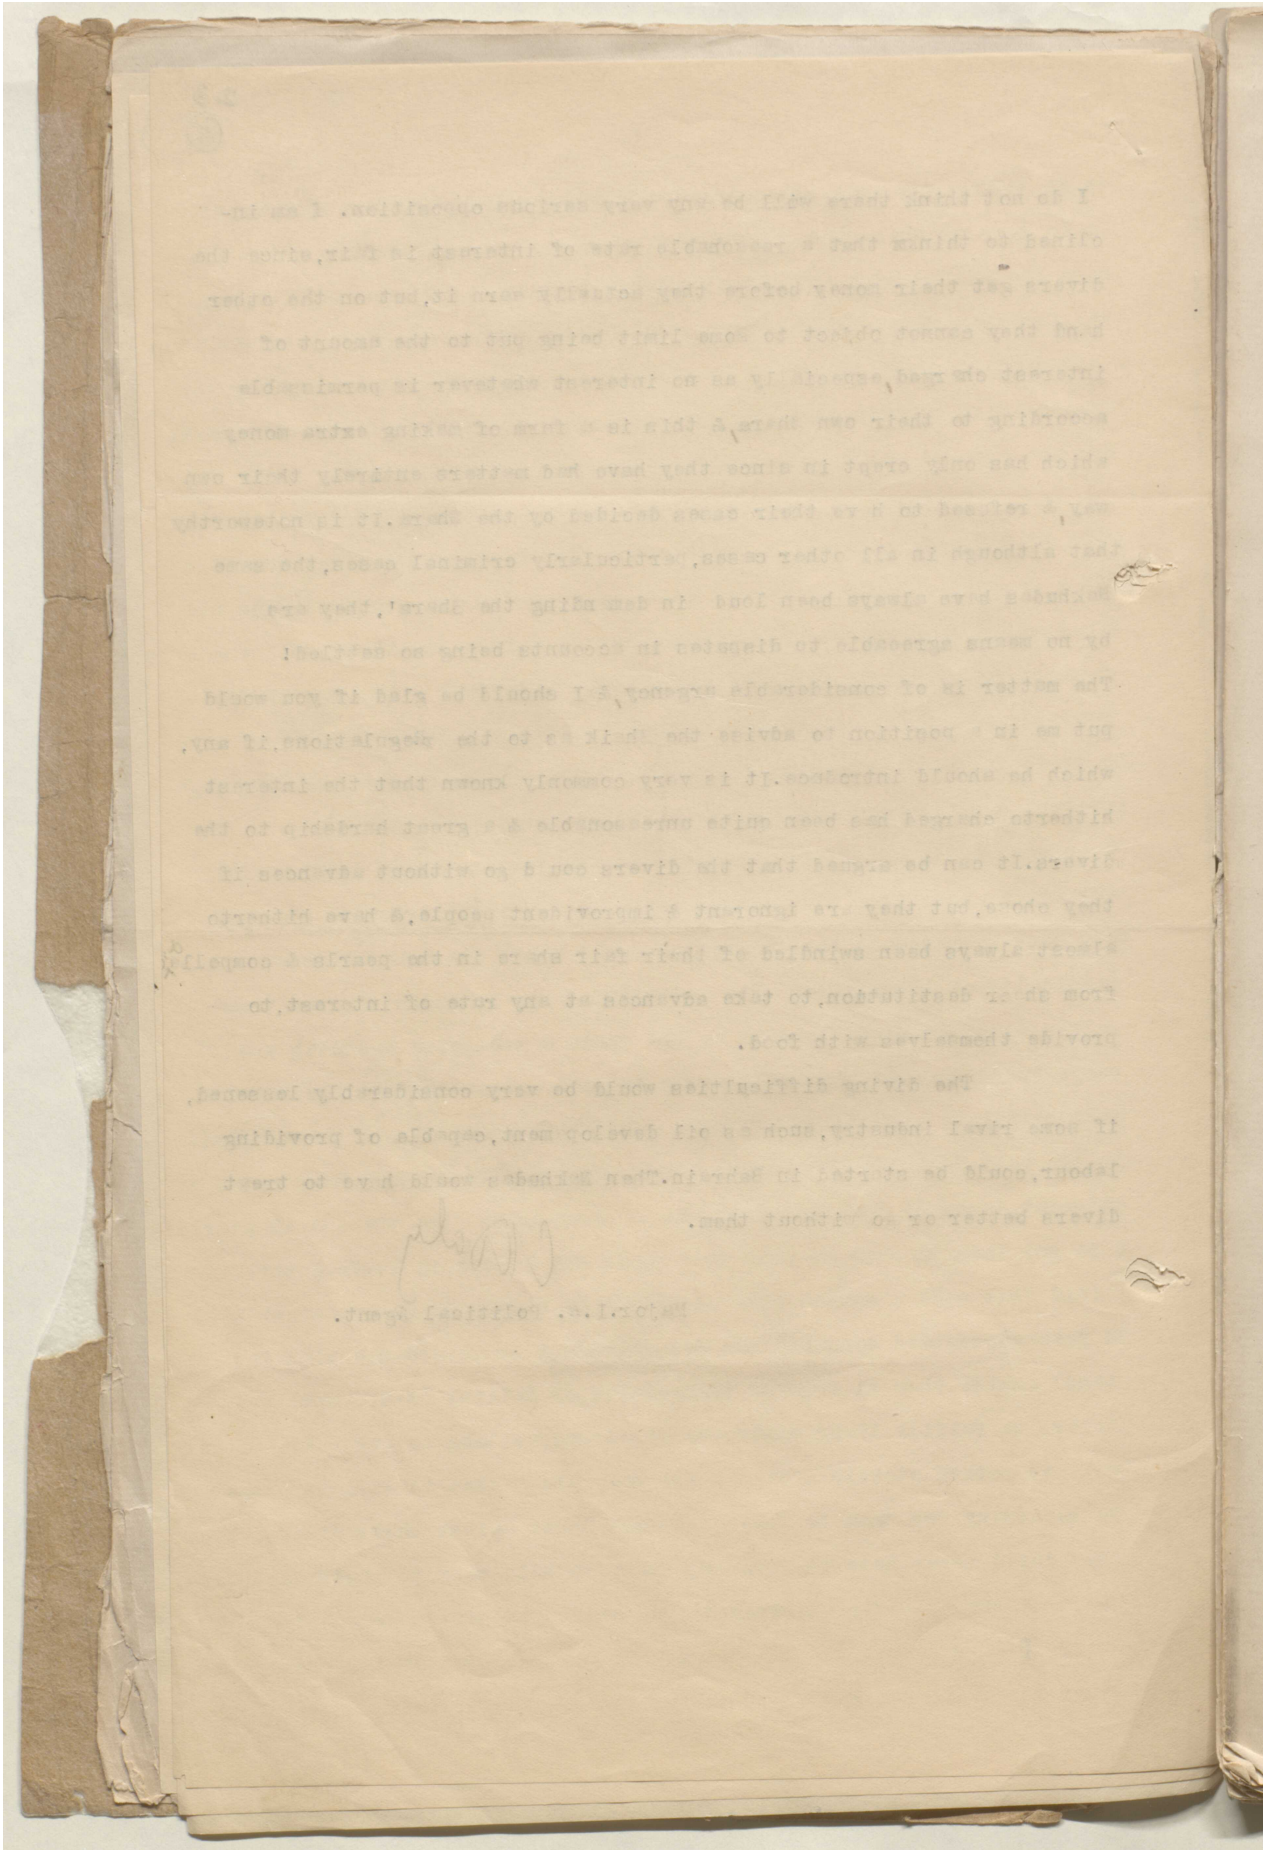 I do not think there will be any very serious opposition. I am in-
clined to think that a reasonable rate of interest is fair,since the
divers get their money before they actually earn it,but on the other
hand they cannot object to some limit being put to the amount of
interest charged,especially as no interest whatever is permissable
according to their own Shara,& this is a form of making extra money
which has only crept in since they have had matters entirely their own
way,& refused to have their cases decided by the Shara.It is noteworthy
that although in all other cases,particularly criminal cases,the same
Nakhudas have always been loud in demanding the Shara',they are
by no means agreeable to disputes in accounts being so settled!
The matter is of considerable urgency,& I should be glad if you would
put me in a position to advise the Shaik as to the regulations,if any,
which he should introduce.It is very commonly known that the interest
hitherto charged has been quite unreasonable & a great hardship to the
divers.It can be argued that the divers could go without advances if
they chose,but they are ignorant & improvident people,& have hitherto
almost always been swindled of their fair share in the pearls & compelled
from sheer destitution,to take advances at any rate of interest,to
provide themselves with food.
The diving difficulties would be very considerably lessened,
if some rival industry,such as oil development,capable of providing
labour,could be started in Bahrain.Then Nakhudas would have to treat
divers better or go without them.
Major.I.A. Political Agent.